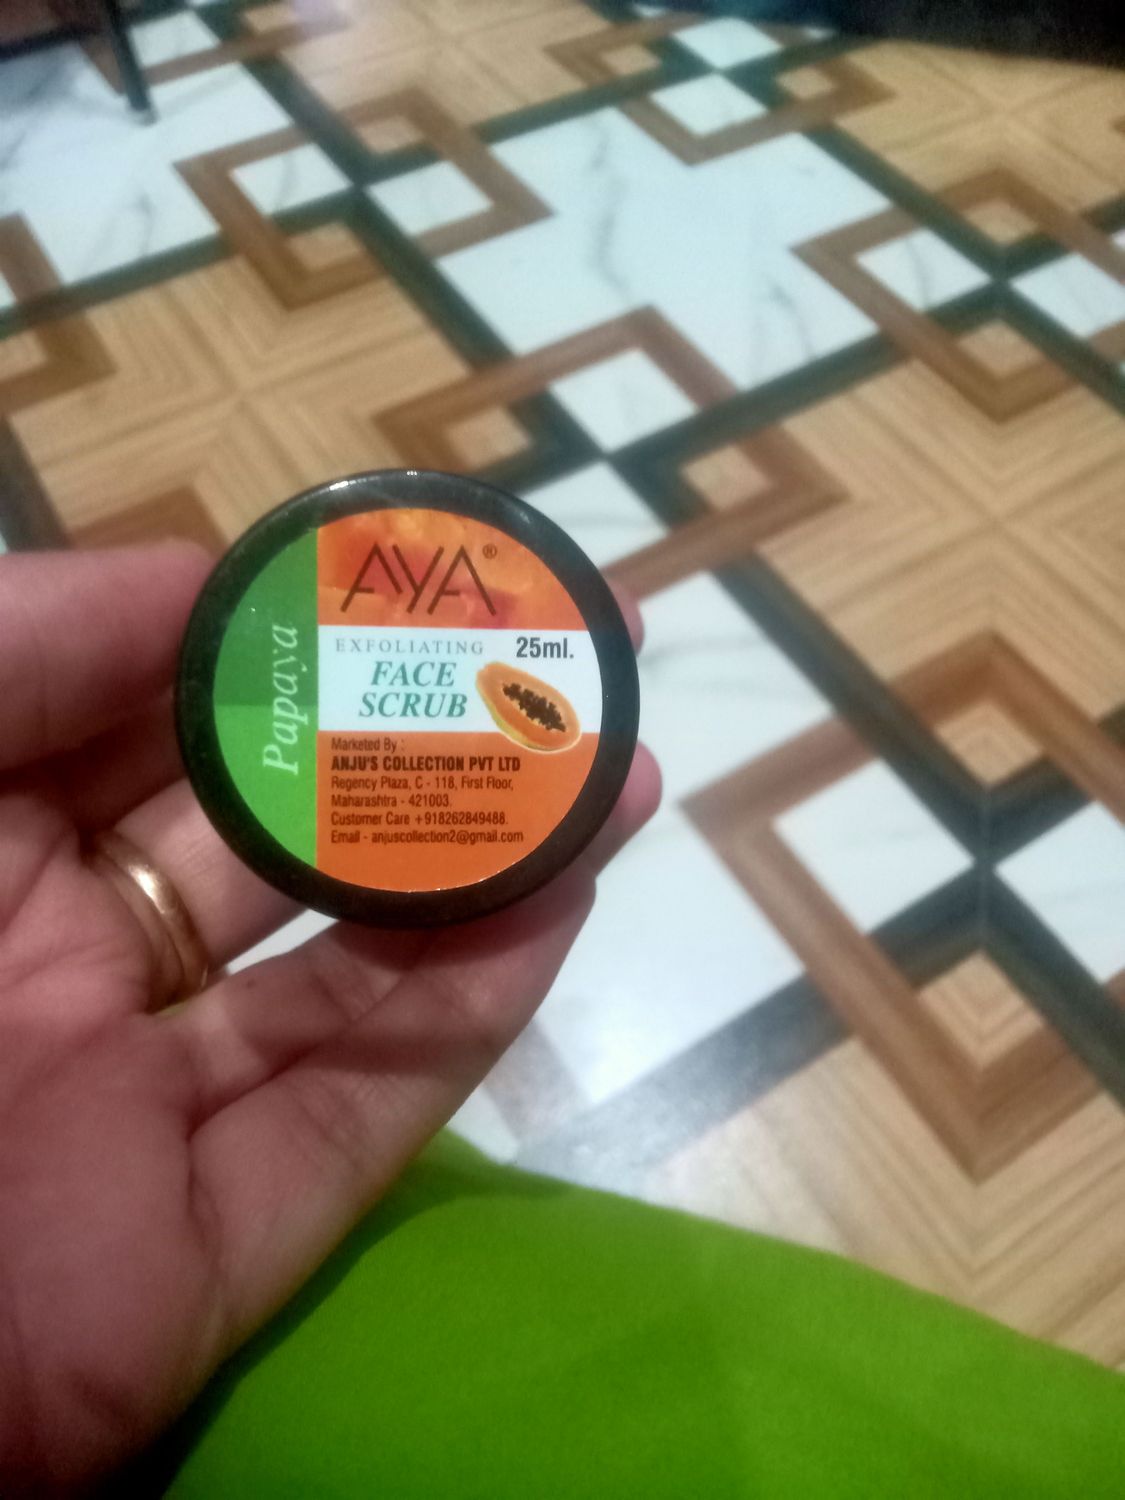 AYA®
EXFOLIATING
25ml.
FACE
SCRUB
Papaya
Marketed By :
ANJU'S COLLECTION PVT LTD
Regency Plaza, C - 118, First Floor,
Maharashtra - 421003.
Customer Care +918262849488.
Email - anjuscollection2@gmail.com